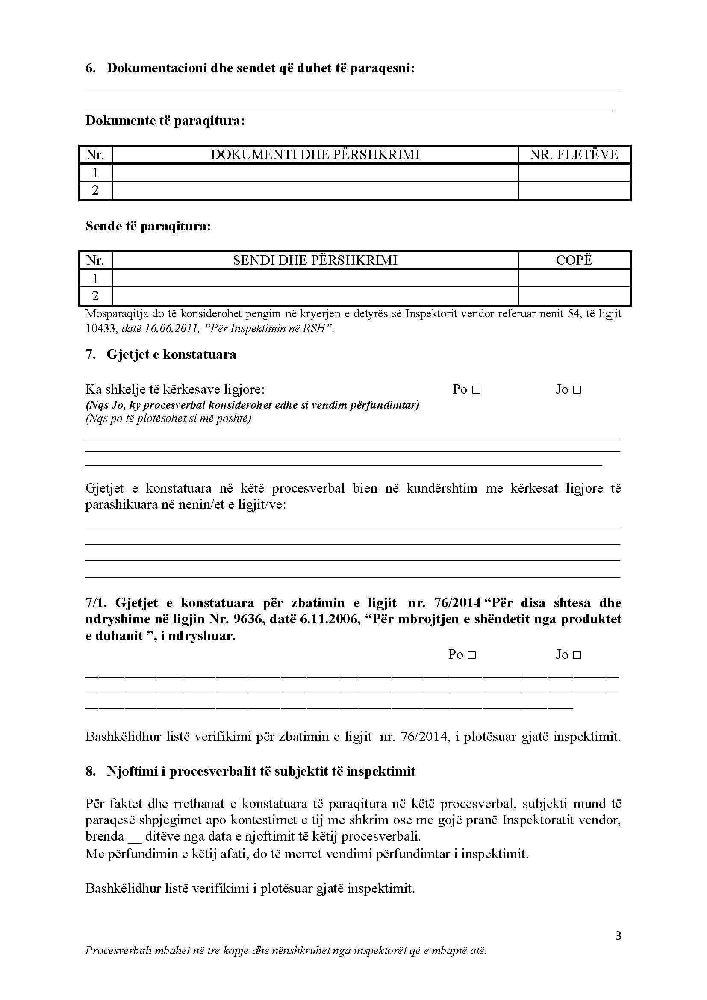 6. Dokumentacioni dhe sendet që duhet të paraqesni:
Dokumente të paraqitura:
Nr. DOKUMENTI DHE PËRSHKRIMI NR. FLETËVE
1
2
Sende të paraqitura:
Nr. SENDI DHE PËRSHKRIMI COPË
1
2
Mosparaqitja do të konsiderohet pengim në kryerjen e detyrës së Inspektorit vendor referuar nenit 54, të ligjit
10433, datë 16.06.2011, “Për Inspektimin në RSH”.
7. Gjetjet e konstatuara
Ka shkelje të kërkesave ligjore: Po □ Jo □
(Nqs Jo, ky procesverbal konsiderohet edhe si vendim përfundimtar)
(Nqs po të plotësohet si më poshtë)
Gjetjet e konstatuara në këtë procesverbal bien në kundërshtim me kërkesat ligjore të
parashikuara në nenin/et e ligjit/ve:
7/1. Gjetjet e konstatuara për zbatimin e ligjit nr. 76/2014 “Për disa shtesa dhe
ndryshime në ligjin Nr. 9636, datë 6.11.2006, “Për mbrojtjen e shëndetit nga produktet
e duhanit ”, i ndryshuar.
Po □ Jo □
Bashkëlidhur listë verifikimi për zbatimin e ligjit nr. 76/2014, i plotësuar gjatë inspektimit.
8. Njoftimi i procesverbalit të subjektit të inspektimit
Për faktet dhe rrethanat e konstatuara të paraqitura në këtë procesverbal, subjekti mund të
paraqesë shpjegimet apo kontestimet e tij me shkrim ose me gojë pranë Inspektoratit vendor,
brenda __ ditëve nga data e njoftimit të këtij procesverbali.
Me përfundimin e këtij afati, do të merret vendimi përfundimtar i inspektimit.
Bashkëlidhur listë verifikimi i plotësuar gjatë inspektimit.
3
Procesverbali mbahet në tre kopje dhe nënshkruhet nga inspektorët që e mbajnë atë.